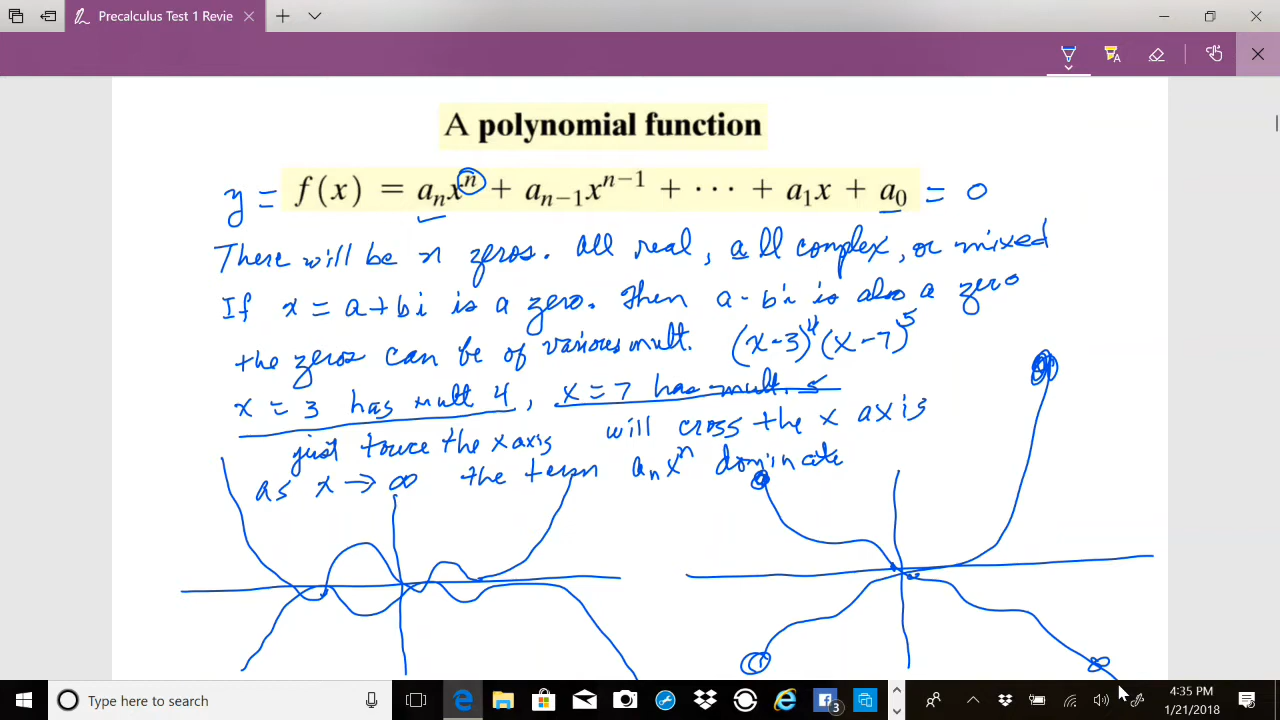 Precalculus Test 1 Revie
A polynomial function
y = f(x) = aₙxⁿ + aₙ₋₁xⁿ⁻¹ + ··· + a₁x + a₀ = 0
There will be n zeros. All real, all complex, or mixed
If x = a + bi is a zero. Then a - bi is also a zero
the zeros can be of various mult. (x-3)⁴(x-7)⁵
x = 3 has mult 4, x = 7 has mult. 5
just touce the x axis will cross the x axis
as x → ∞ the term aₙxⁿ dominate
Type here to search
3
4:35 PM
1/21/2018